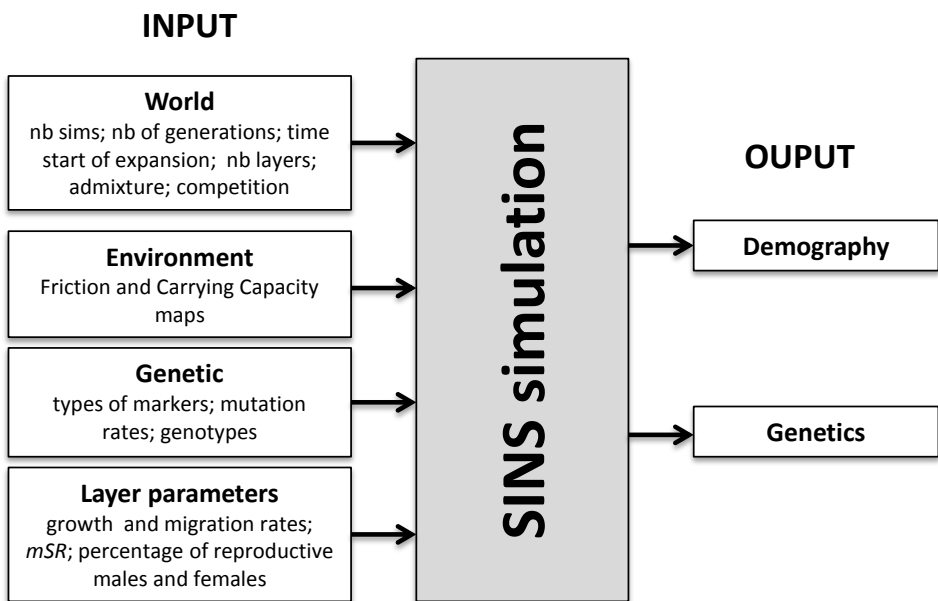 INPUT
World
nb sims; nb of generations; time
start of expansion; nb layers;
admixture; competition
Environment
Friction and Carrying Capacity
maps
Genetic
types of markers; mutation
rates; genotypes
Layer parameters
growth and migration rates;
mSR; percentage of reproductive
males and females
SINS simulation
OUPUT
Demography
Genetics